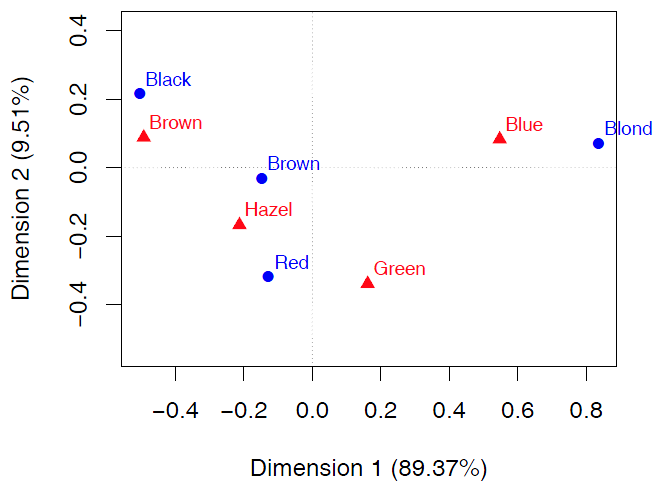 0.4
0.2
0.0
−0.2
−0.4
Dimension 2 (9.51%)
Black
Brown
Blue
Blond
Brown
Hazel
Red
Green
−0.4 −0.2 0.0 0.2 0.4 0.6 0.8
Dimension 1 (89.37%)